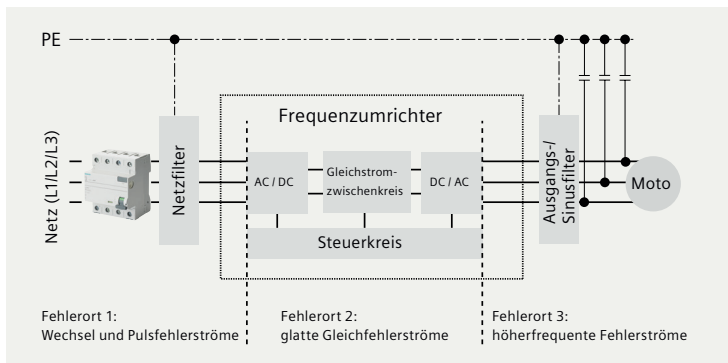 PE
Frequenzumrichter
Netz (L1/L2/L3)
Netzfilter
AC / DC
Gleichstrom-
zwischenkreis
DC / AC
Ausgangs-/
Sinusfilter
Moto
Steuerkreis
Fehlerort 1:
Wechsel und Pulsfehlerströme
Fehlerort 2:
glatte Gleichfehlerströme
Fehlerort 3:
höherfrequente Fehlerströme